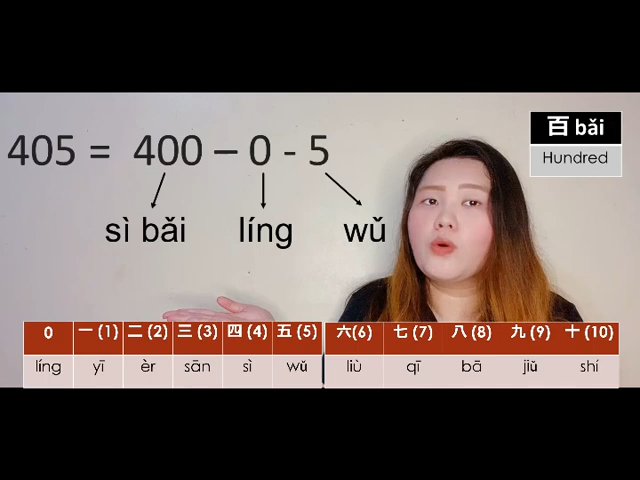 百 bǎi
Hundred
405 = 400 – 0 - 5
sì bǎi líng wǔ
0 一 (1) 二 (2) 三 (3) 四 (4) 五 (5) 六(6) 七 (7) 八 (8) 九 (9) 十 (10)
líng yī èr sān sì wǔ liù qī bā jiǔ shí